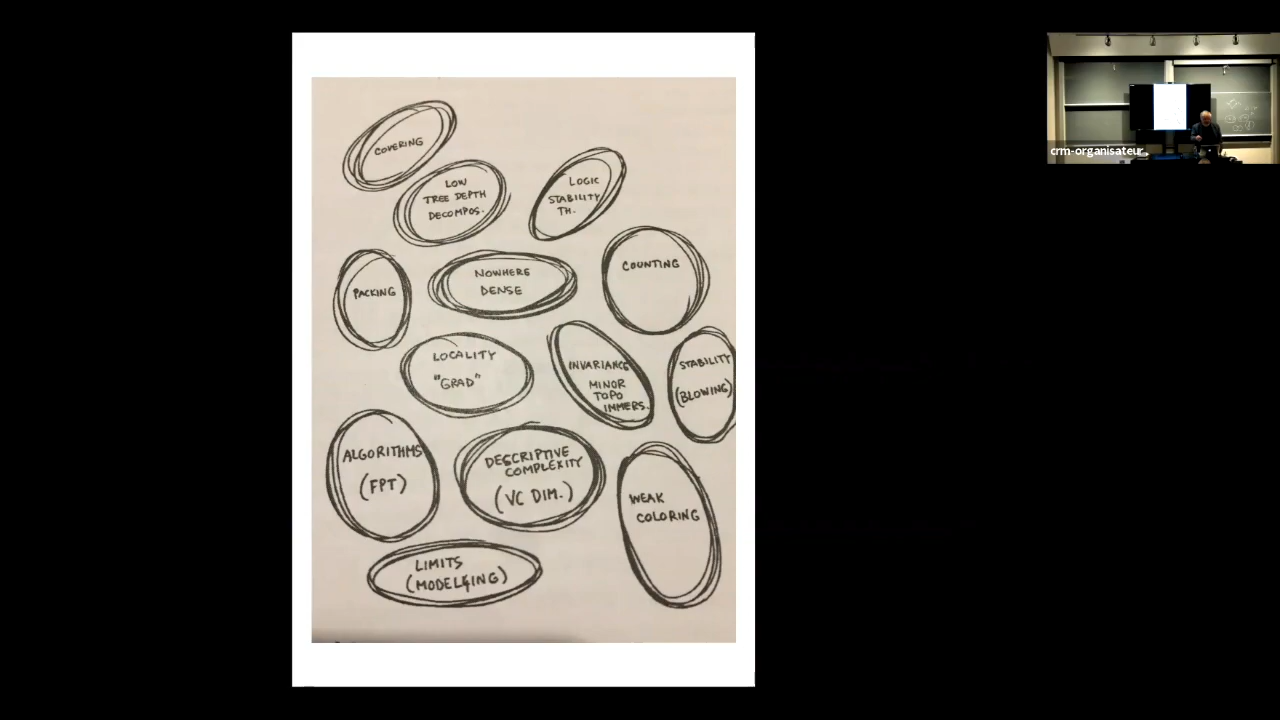 COVERING
LOW
TREE DEPTH
DECOMPOS.
LOGIC
STABILITY
TH.
PACKING
NOWHERE
DENSE
COUNTING
LOCALITY
"GRAD"
INVARIANCE
MINOR
TOPO
IMMERS.
STABILITY
(BLOWING)
ALGORITHMS
(FPT)
DESCRIPTIVE
COMPLEXITY
(VC DIM.)
WEAK
COLORING
LIMITS
(MODELLING)
crm-organisateur...